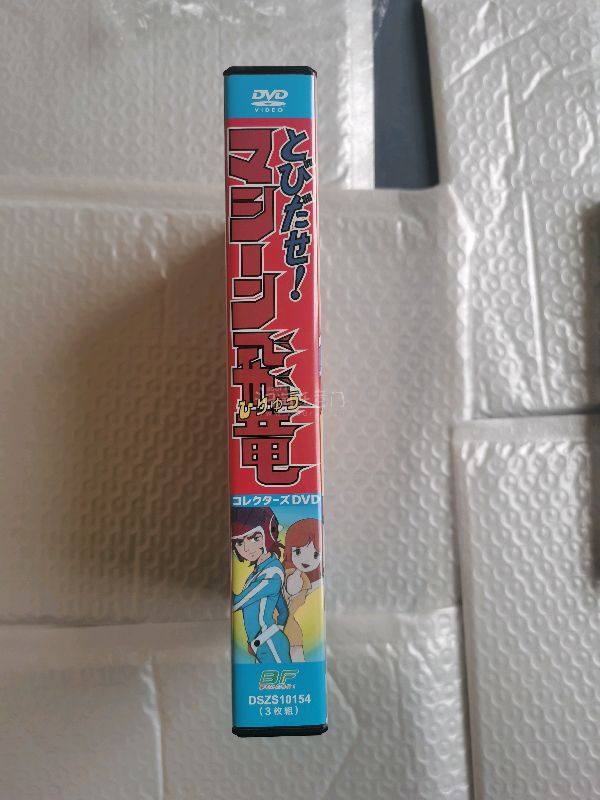 DVD
VIDEO
とびだせ!
マシーン飛竜
ひりゅう
コレクターズDVD
BF
DSZS10154
(3枚組)